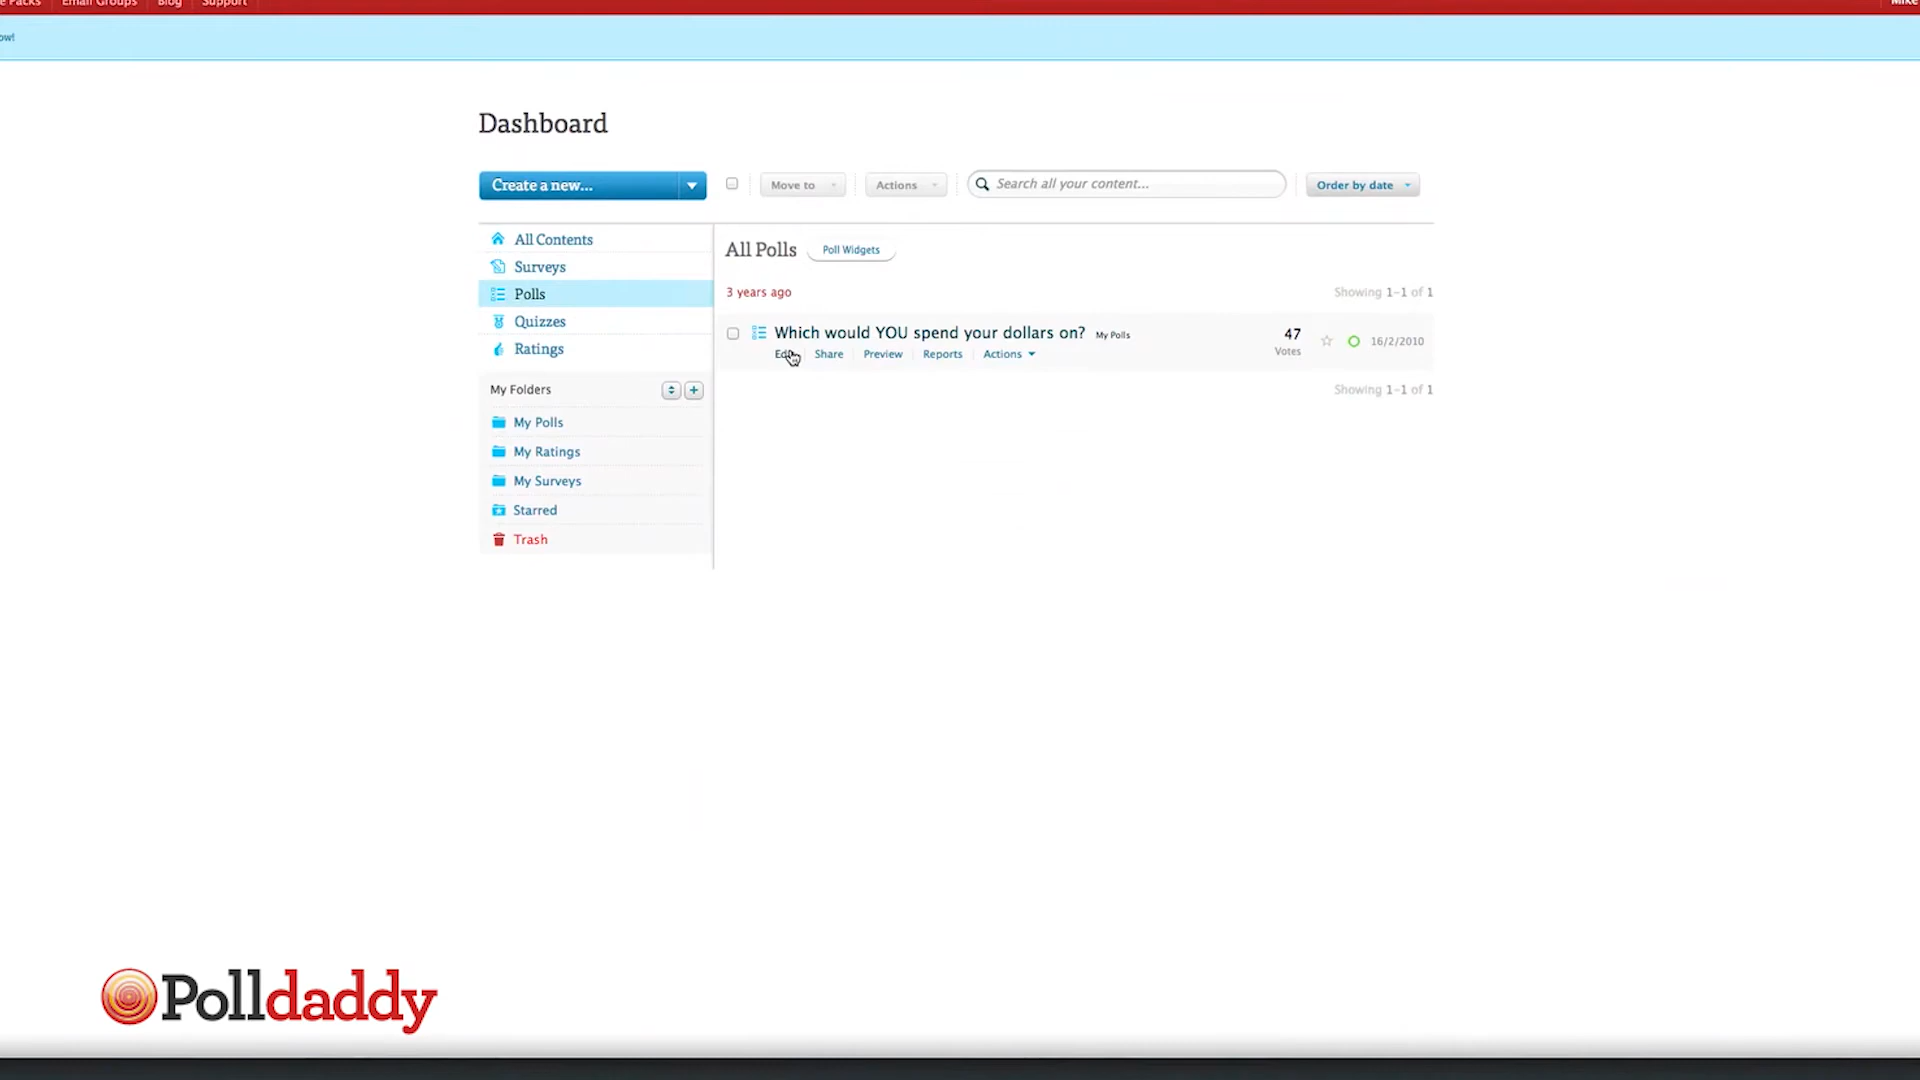 Packs Email Groups Blog Support Mike
ow!
Dashboard
Create a new... Move to Actions Search all your content... Order by date
All Contents
Surveys
Polls
Quizzes
Ratings
My Folders
My Polls
My Ratings
My Surveys
Starred
Trash
All Polls Poll Widgets
3 years ago Showing 1-1 of 1
Which would YOU spend your dollars on? My Polls 47 16/2/2010
Edit Share Preview Reports Actions Votes
Showing 1-1 of 1
Polldaddy